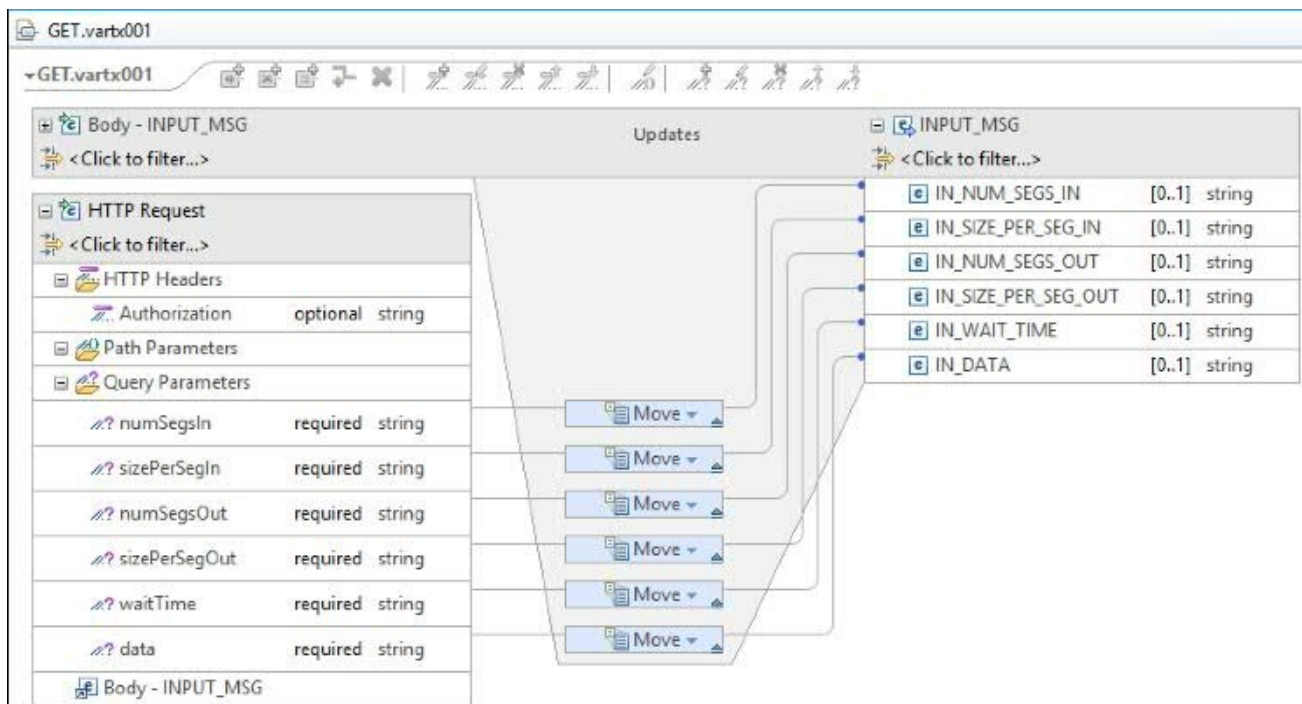 GET.vartx001
GET.vartx001
Body - INPUT_MSG
<Click to filter...>
Updates
INPUT_MSG
<Click to filter...>
HTTP Request
<Click to filter...>
HTTP Headers
Authorization optional string
Path Parameters
Query Parameters
numSegsIn required string
sizePerSegIn required string
numSegsOut required string
sizePerSegOut required string
waitTime required string
data required string
Body - INPUT_MSG
Move
Move
Move
Move
Move
Move
IN_NUM_SEGS_IN [0..1] string
IN_SIZE_PER_SEG_IN [0..1] string
IN_NUM_SEGS_OUT [0..1] string
IN_SIZE_PER_SEG_OUT [0..1] string
IN_WAIT_TIME [0..1] string
IN_DATA [0..1] string